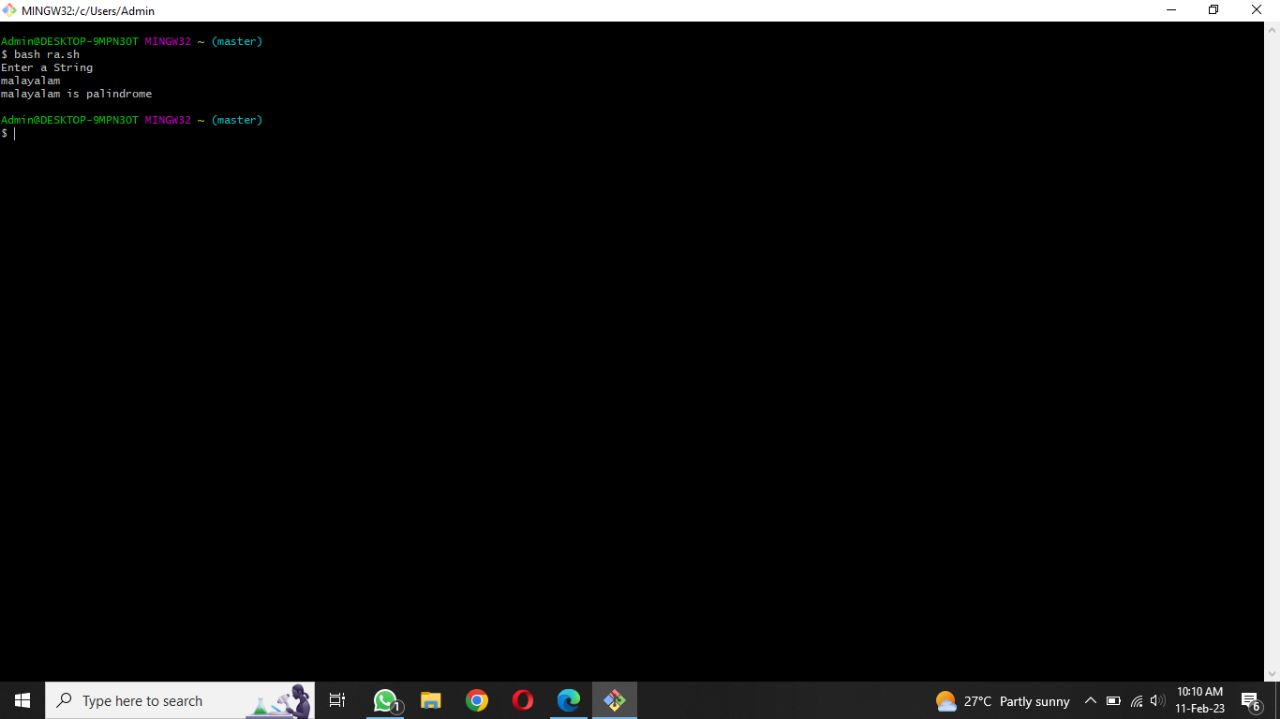 MINGW32:/c/Users/Admin
Admin@DESKTOP-9MPN3OT MINGW32 ~ (master)
$ bash ra.sh
Enter a String
malayalam
malayalam is palindrome
Admin@DESKTOP-9MPN3OT MINGW32 ~ (master)
$
Type here to search
1
27°C Partly sunny
10:10 AM
11-Feb-23
6